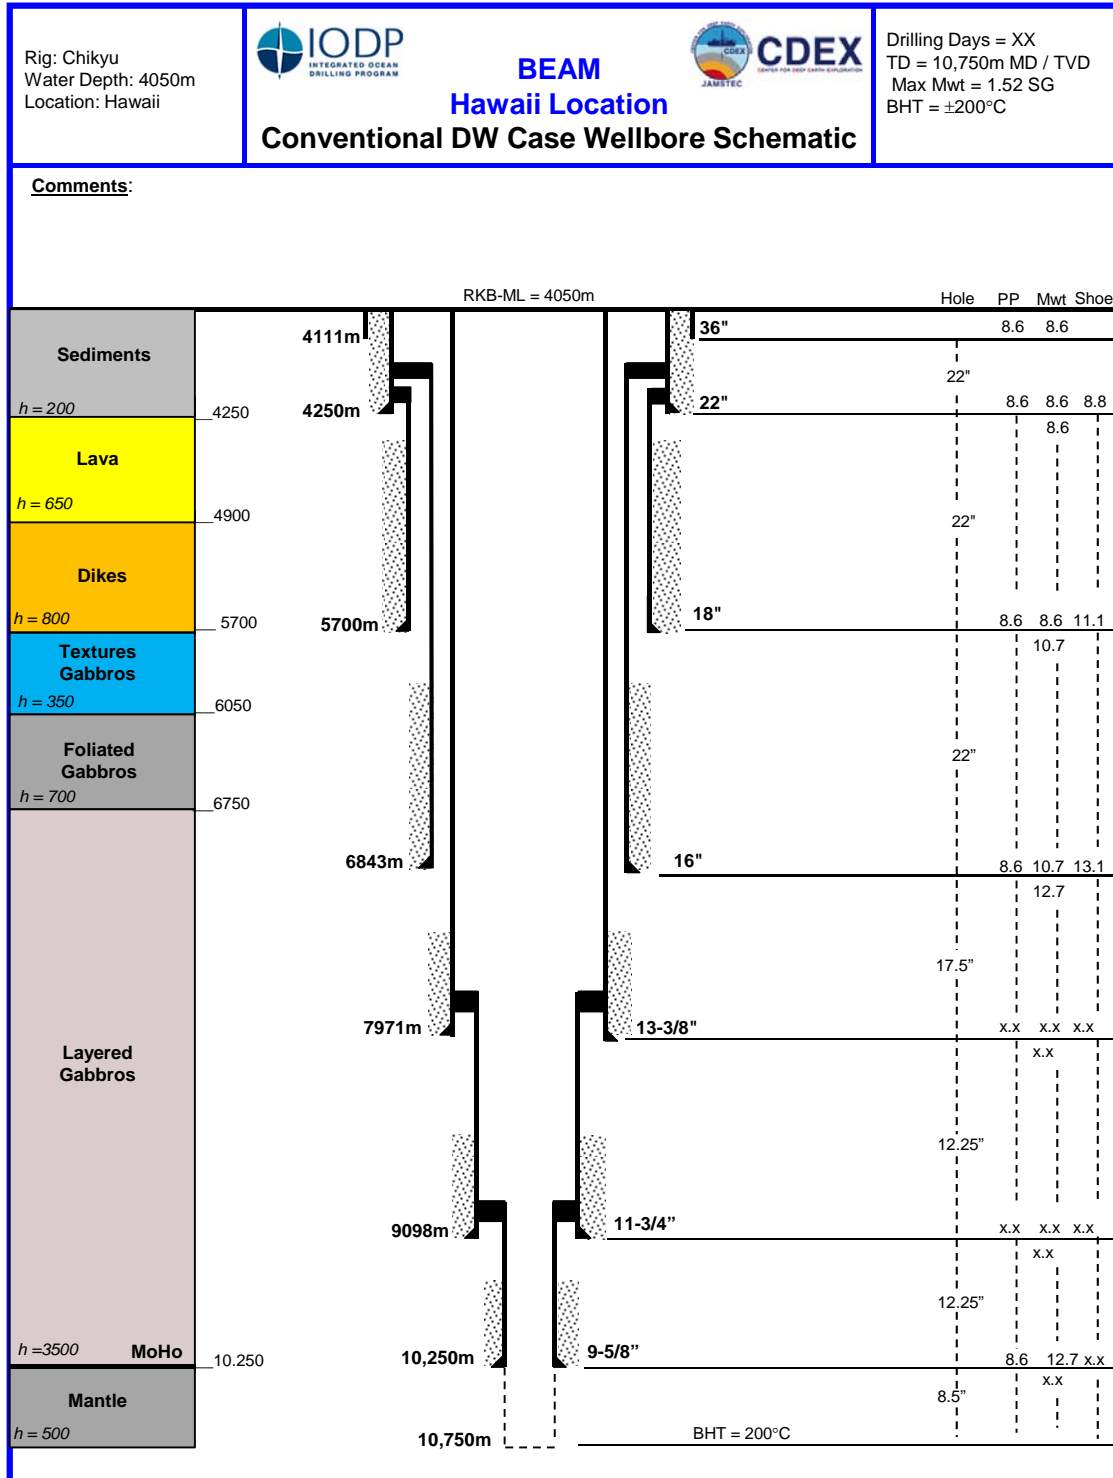 Rig: Chikyu
Water Depth: 4050m
Location: Hawaii
IODP
INTEGRATED OCEAN
DRILLING PROGRAM
CDEX
JAMSTEC
CDEX
CENTER FOR DEEP EARTH EXPLORATION
BEAM
Hawaii Location
Conventional DW Case Wellbore Schematic
Drilling Days = XX
TD = 10,750m MD / TVD
Max Mwt = 1.52 SG
BHT = ±200°C
Comments:
RKB-ML = 4050m
Hole PP Mwt Shoe
4111m 36" 8.6 8.6
Sediments
22"
h = 200 4250 4250m 22" 8.6 8.6 8.8
8.6
Lava
h = 650
4900 22"
Dikes
h = 800 5700 5700m 18" 8.6 8.6 11.1
10.7
Textures
Gabbros
h = 350 6050
Foliated
Gabbros
22”
h = 700 6750
6843m 16" 8.6 10.7 13.1
12.7
17.5”
7971m 13-3/8" x.x x.x x.x
x.x
Layered
Gabbros
12.25”
9098m 11-3/4” x.x x.x x.x
x.x
12.25”
h =3500 MoHo 10.250 10,250m 9-5/8” 8.6 12.7 x.x
x.x
Mantle
8.5”
h = 500
10,750m BHT = 200°C